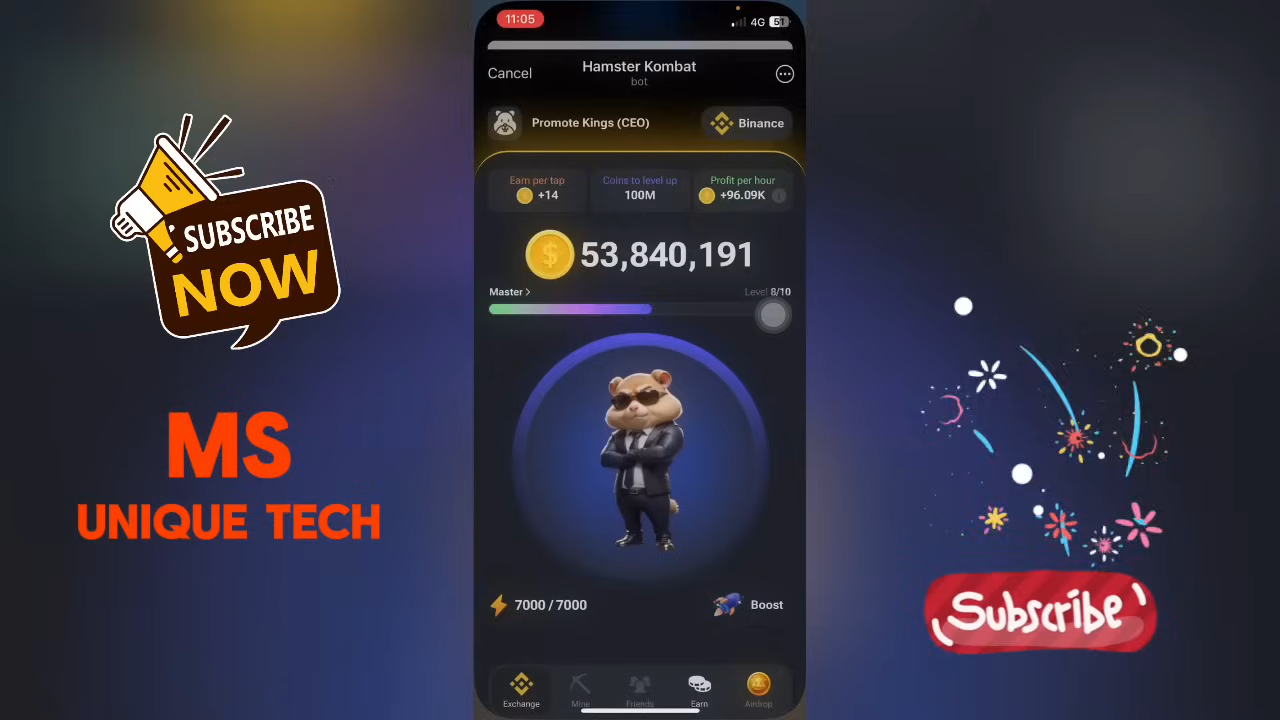 11:05
4G 51
Cancel
Hamster Kombat
bot
Promote Kings (CEO)
Binance
Earn per tap
+14
Coins to level up
100M
Profit per hour
+96.09K
53,840,191
Master >
Level 8/10
7000 / 7000
Boost
Exchange
Mine
Friends
Earn
Airdrop
SUBSCRIBE
NOW
MS
UNIQUE TECH
Subscribe